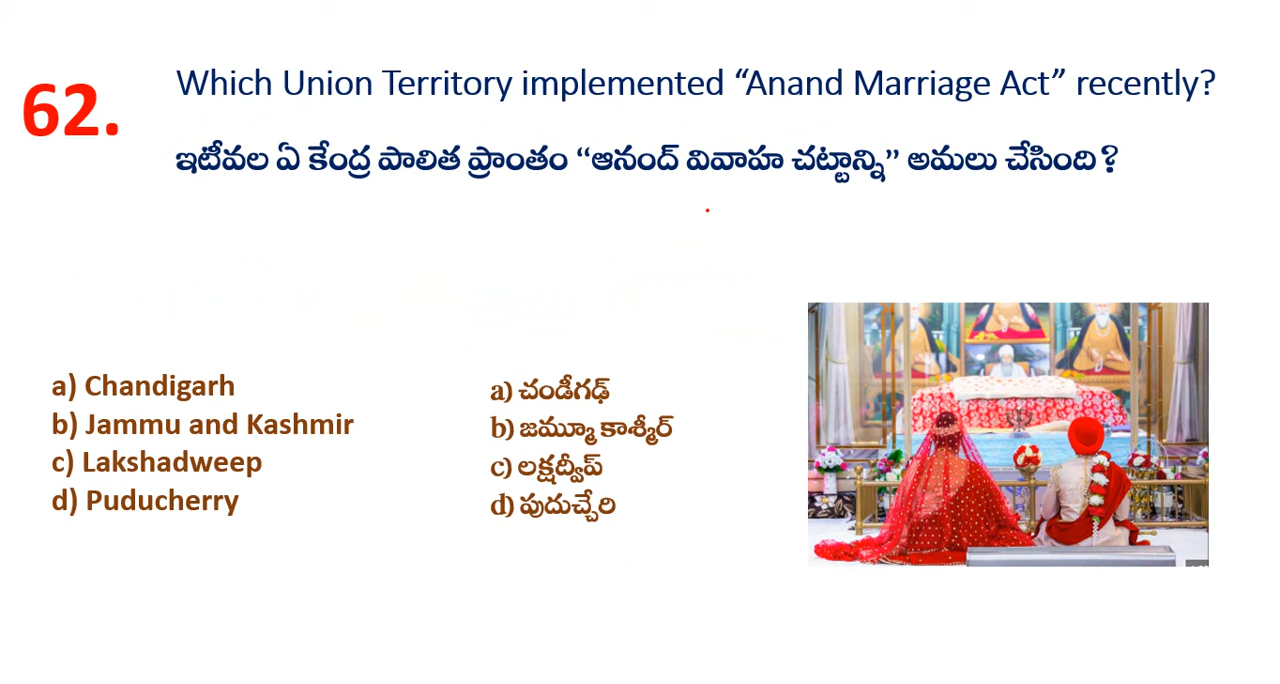 62.
Which Union Territory implemented “Anand Marriage Act” recently?
ఇటీవల ఏ కేంద్ర పాలిత ప్రాంతం “ఆనంద్ వివాహ చట్టాన్ని” అమలు చేసింది?
a) Chandigarh
b) Jammu and Kashmir
c) Lakshadweep
d) Puducherry
a) చండీగఢ్
b) జమ్మూ కాశ్మీర్
c) లక్షద్వీప్
d) పుదుచ్చేరి